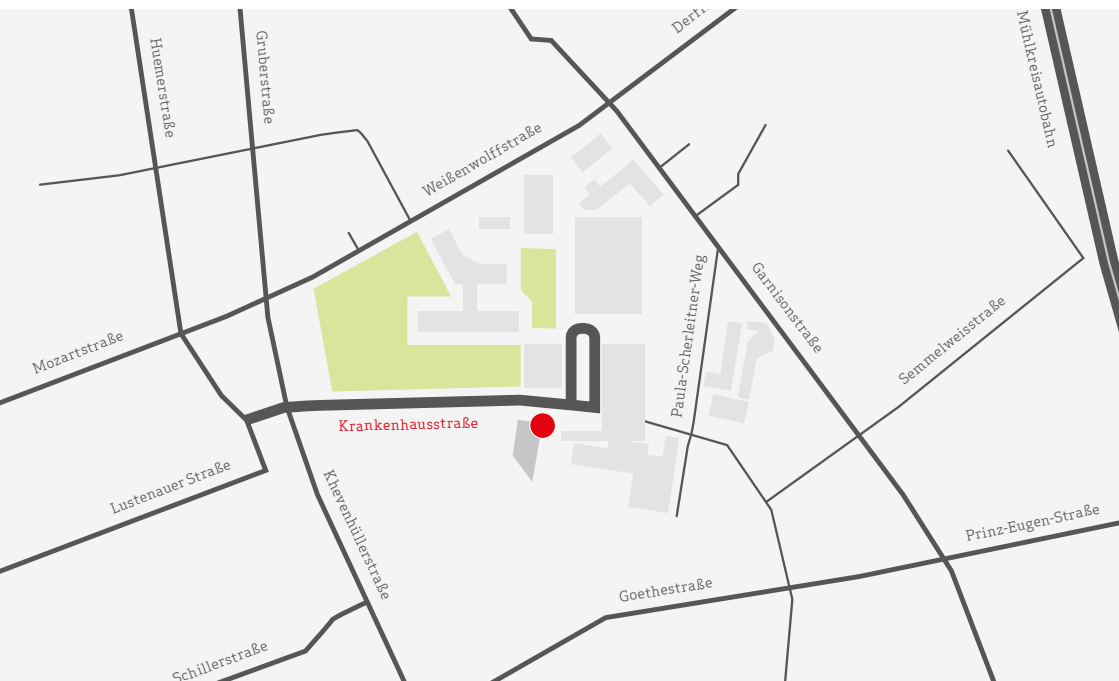 Huemerstraße
Gruberstraße
Weißenwolffstraße
Mühlkreisautobahn
Mozartstraße
Paula-Scherleitner-Weg
Garnisonstraße
Semmelweisstraße
Krankenhausstraße
Lustenauer Straße
Khevenhüllerstraße
Prinz-Eugen-Straße
Goethestraße
Schillerstraße